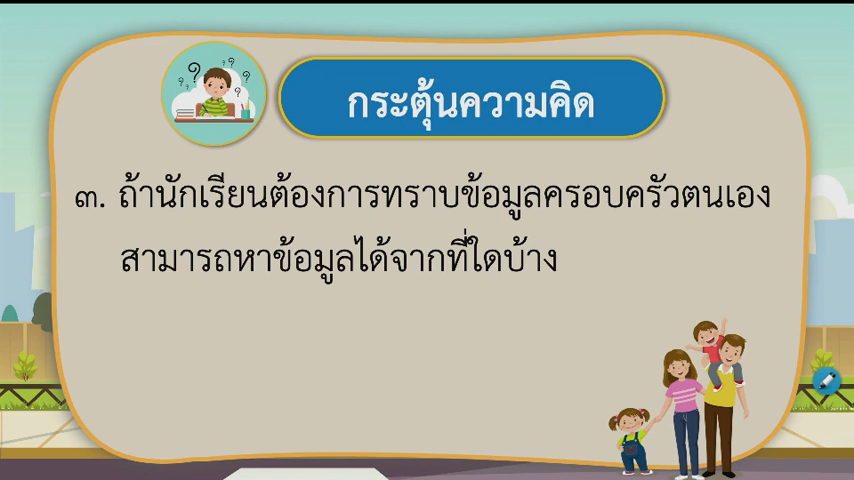 กระตุ้นความคิด
๓. ถ้านักเรียนต้องการทราบข้อมูลครอบครัวตนเอง
สามารถหาข้อมูลได้จากที่ใดบ้าง